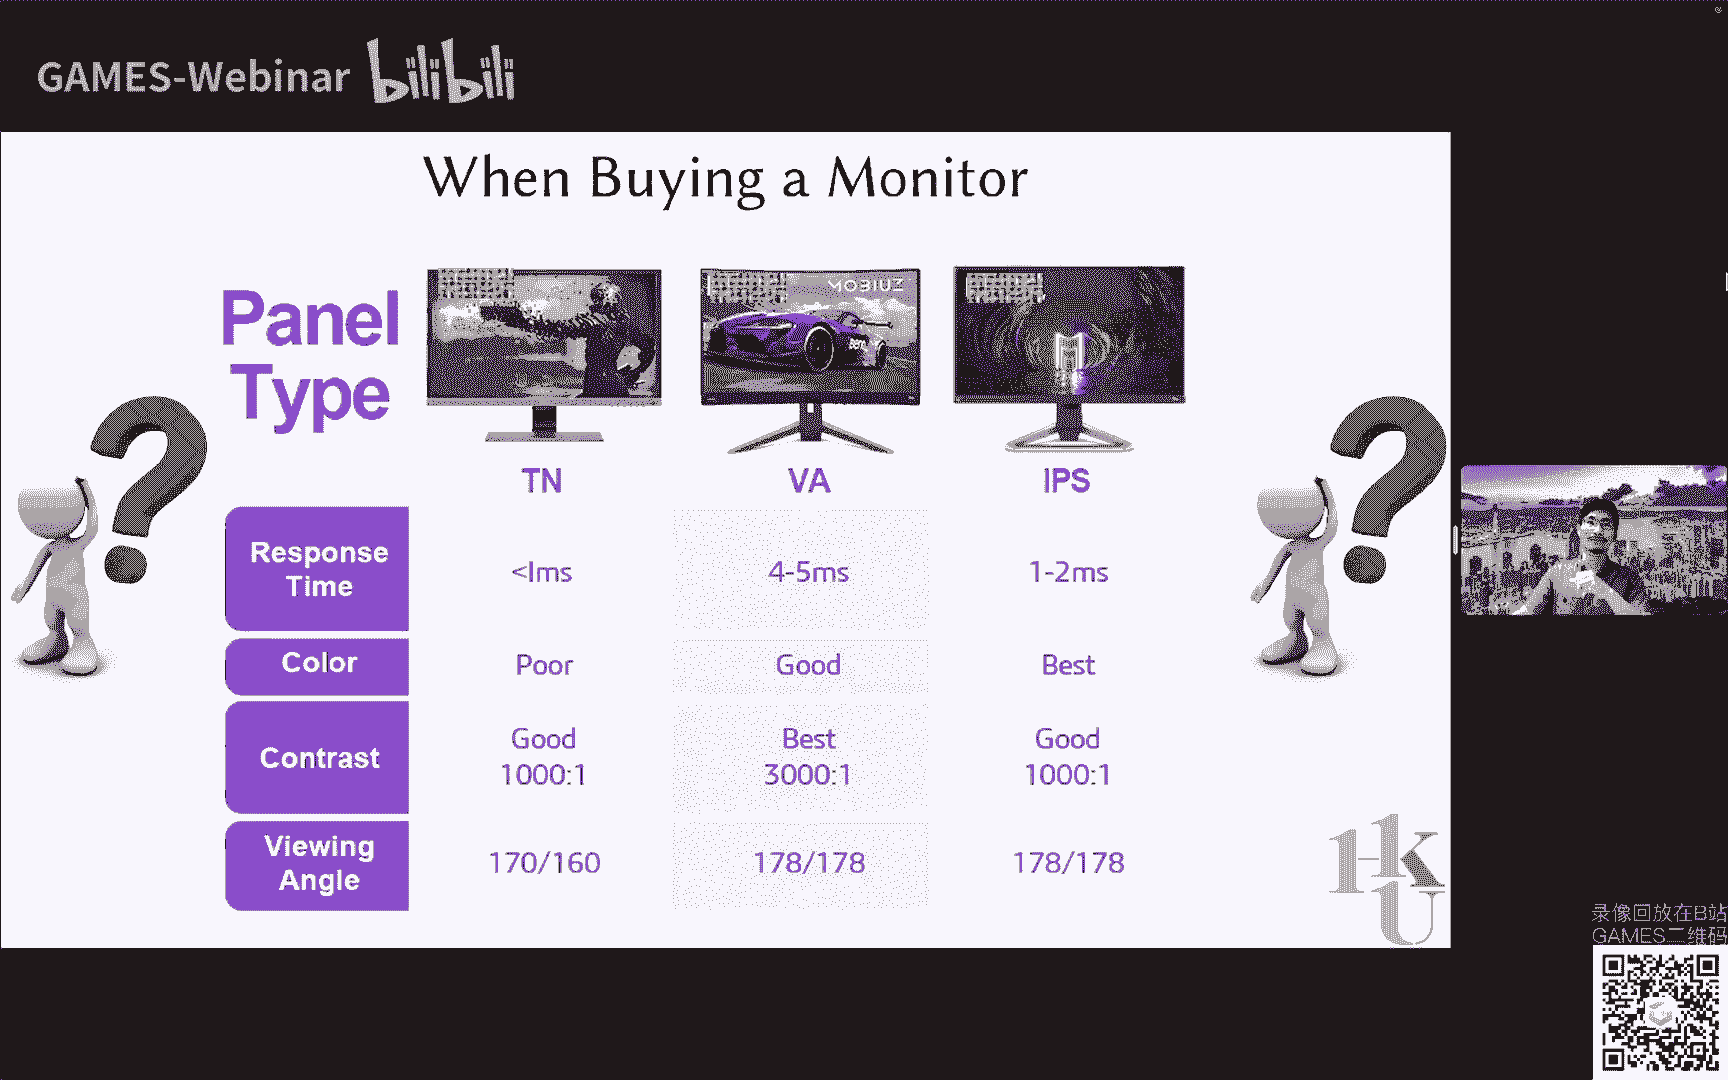 GAMES-Webinar bilibili
When Buying a Monitor
Panel
Type
MOBIUZ
TN
VA
IPS
Response
Time
<1ms
4-5ms
1-2ms
Color
Poor
Good
Best
Contrast
Good
1000:1
Best
3000:1
Good
1000:1
Viewing
Angle
170/160
178/178
178/178
HKU
录像回放在B站
GAMES二维码